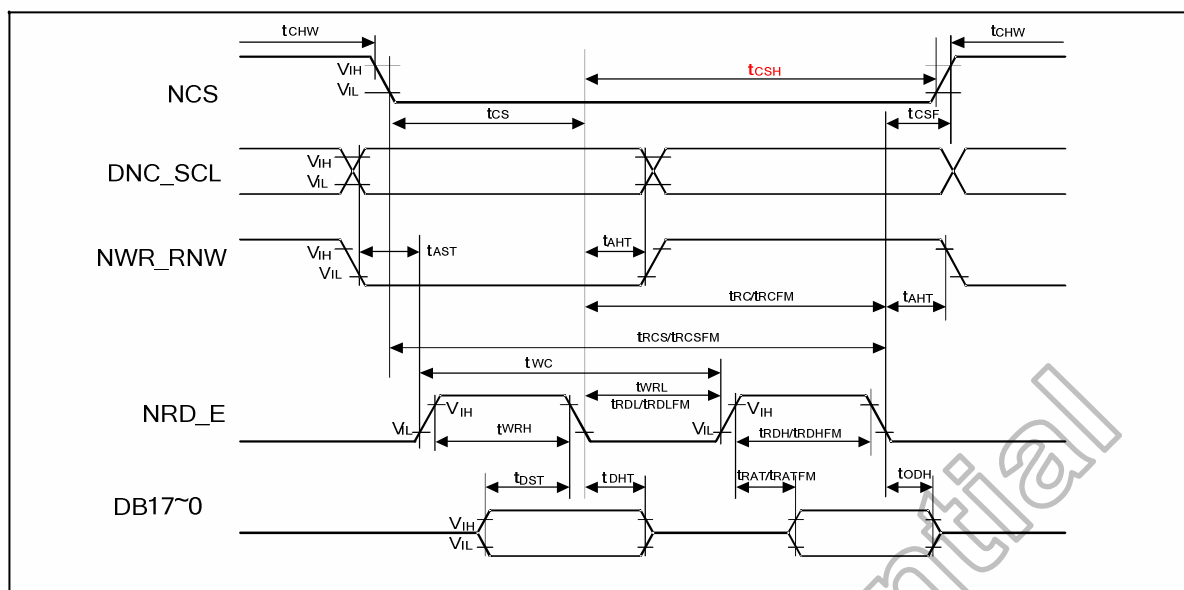 tCHW tCHW
VIH
VIL
NCS
tCSH
tCS
tCSF
DNC_SCL
VIH
VIL
NWR_RNW
VIH
VIL
tAST
tAHT
tRC/tRCFM
tAHT
tRCS/tRCSFM
tWC
NRD_E
VIL
VIH
tWRH
tWRL
tRDL/tRDLFM
VIL
VIH
tRDH/tRDHFM
DB17~0
VIH
VIL
tDST
tDHT
tRAT/tRATFM
tODH
ntial